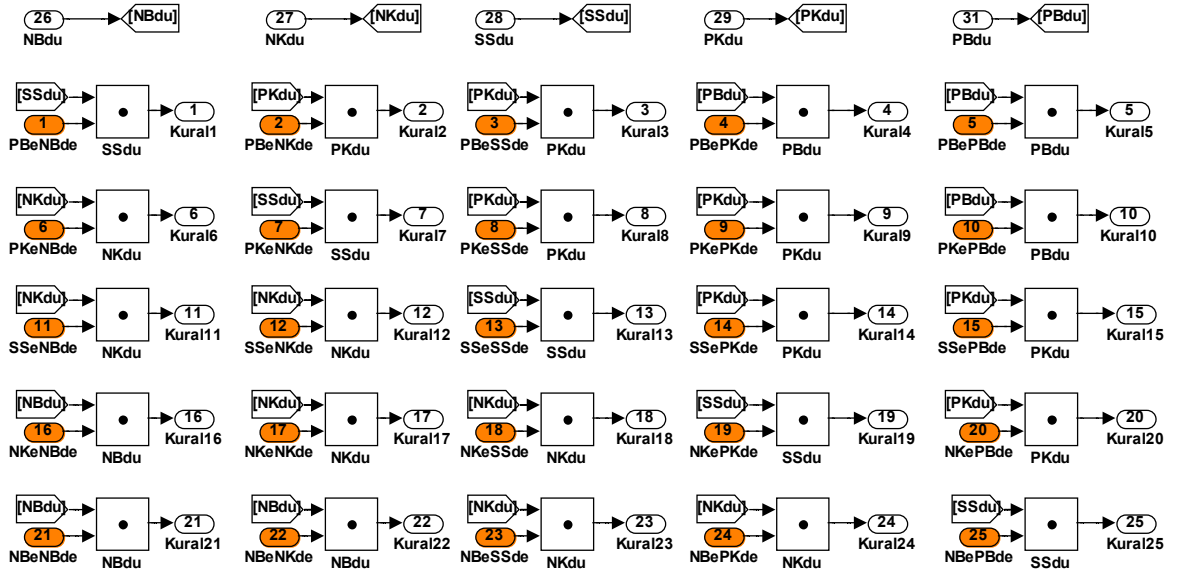 26 [NBdu] 27 [NKdu] 28 [SSdu] 29 [PKdu] 31 [PBdu]
NBdu NKdu SSdu PKdu PBdu
[SSdu] [PKdu] [PKdu] [PBdu] [PBdu]
1 1 2 2 3 3 4 4 5 5
PBeNBde SSdu Kural1 PBeNKde PKdu Kural2 PBeSSde PKdu Kural3 PBePKde PBdu Kural4 PBePBde PBdu Kural5
[NKdu] [SSdu] [PKdu] [PKdu] [PBdu]
6 6 7 7 8 8 9 9 10 10
PKeNBde NKdu Kural6 PKeNKde SSdu Kural7 PKeSSde PKdu Kural8 PKePKde PKdu Kural9 PKePBde PBdu Kural10
[NKdu] [NKdu] [SSdu] [PKdu] [PKdu]
11 11 12 12 13 13 14 14 15 15
SSeNBde NKdu Kural11 SSeNKde NKdu Kural12 SSeSSde SSdu Kural13 SSePKde PKdu Kural14 SSePBde PKdu Kural15
[NBdu] [NKdu] [NKdu] [SSdu] [PKdu]
16 16 17 17 18 18 19 19 20 20
NKeNBde NBdu Kural16 NKeNKde NKdu Kural17 NKeSSde NKdu Kural18 NKePKde SSdu Kural19 NKePBde PKdu Kural20
[NBdu] [NBdu] [NKdu] [NKdu] [SSdu]
21 21 22 22 23 23 24 24 25 25
NBeNBde NBdu Kural21 NBeNKde NBdu Kural22 NBeSSde NKdu Kural23 NBePKde NKdu Kural24 NBePBde SSdu Kural25